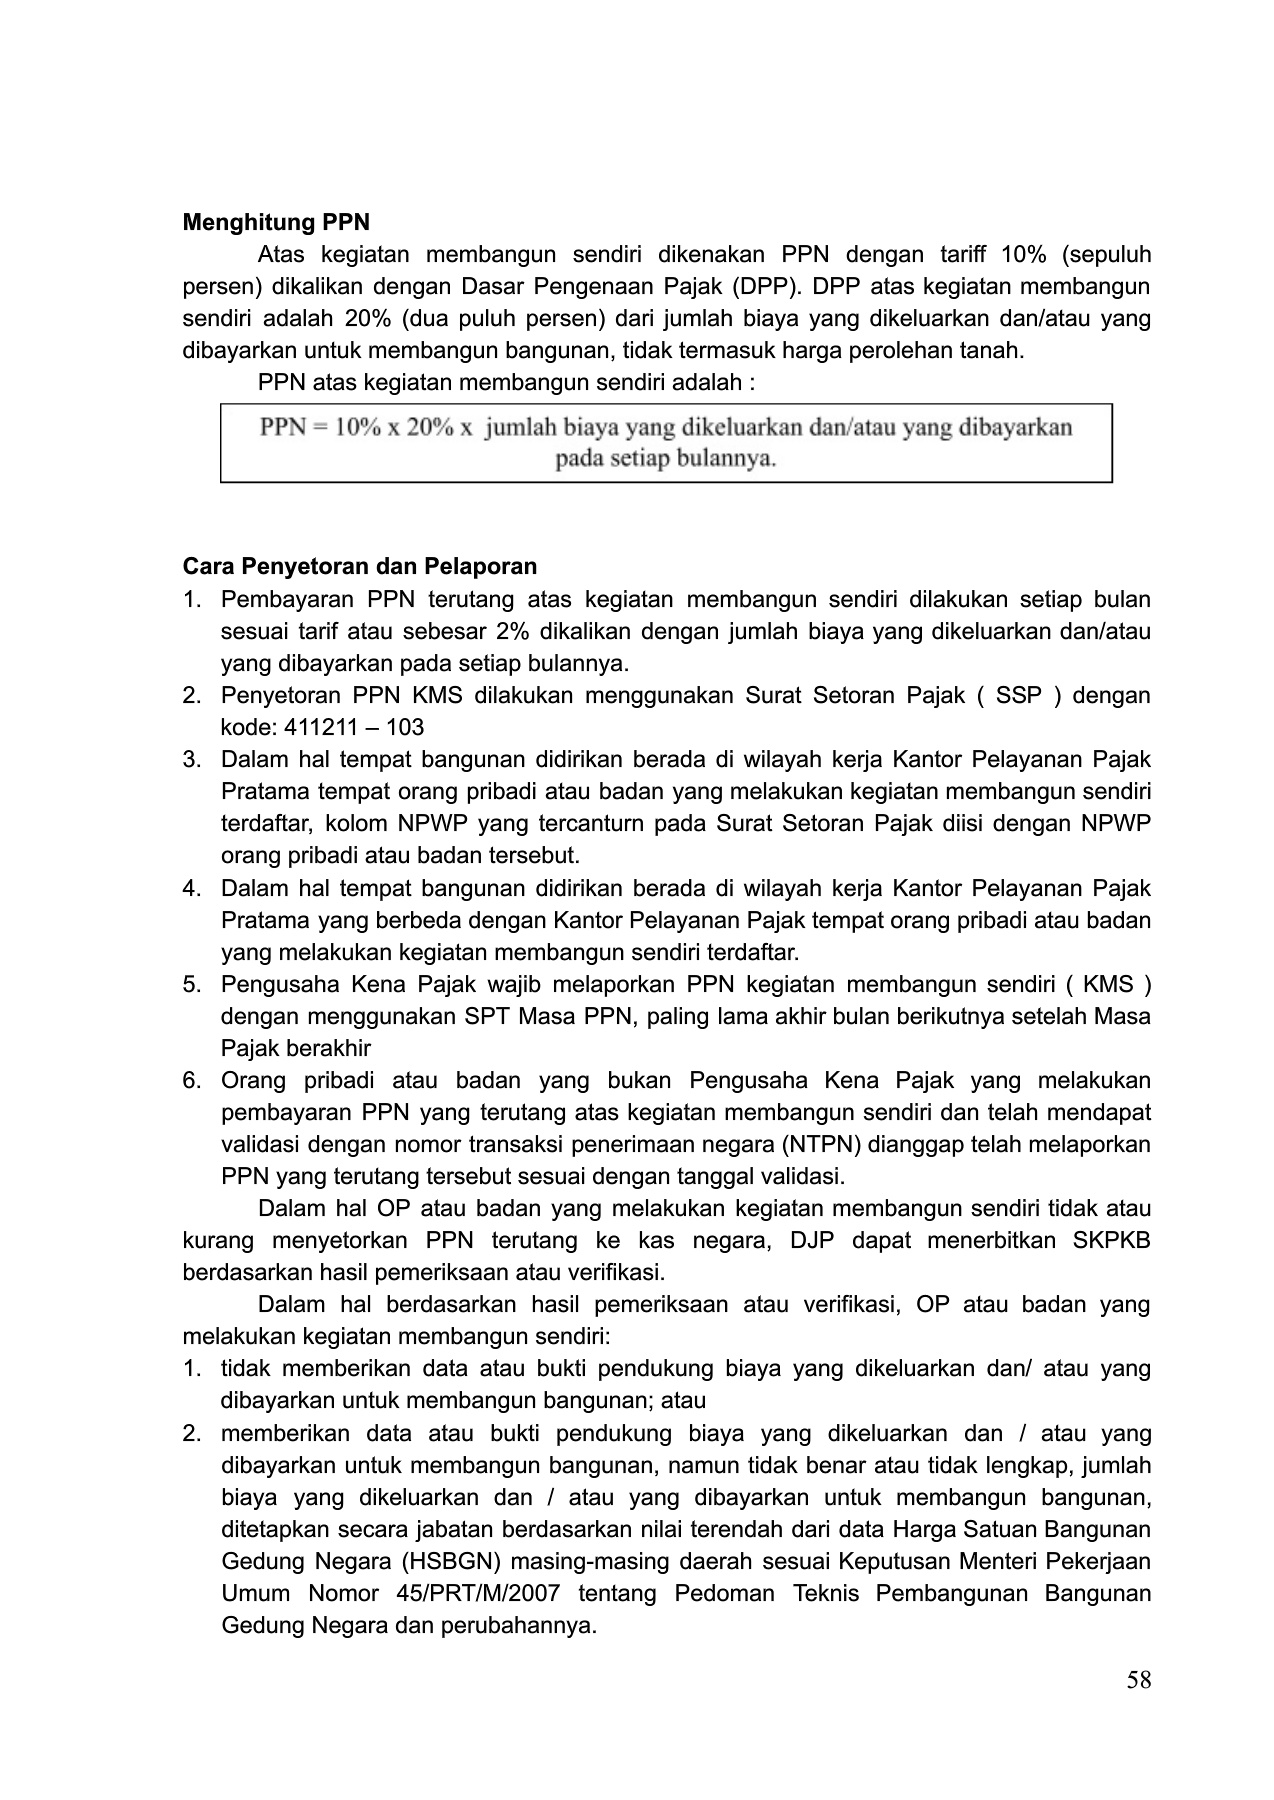 Menghitung PPN
Atas kegiatan membangun sendiri dikenakan PPN dengan tariff 10% (sepuluh
persen) dikalikan dengan Dasar Pengenaan Pajak (DPP). DPP atas kegiatan membangun
sendiri adalah 20% (dua puluh persen) dari jumlah biaya yang dikeluarkan dan/atau yang
dibayarkan untuk membangun bangunan, tidak termasuk harga perolehan tanah.
PPN atas kegiatan membangun sendiri adalah :
PPN = 10% x 20% x jumlah biaya yang dikeluarkan dan/atau yang dibayarkan
pada setiap bulannya.
Cara Penyetoran dan Pelaporan
1. Pembayaran PPN terutang atas kegiatan membangun sendiri dilakukan setiap bulan
sesuai tarif atau sebesar 2% dikalikan dengan jumlah biaya yang dikeluarkan dan/atau
yang dibayarkan pada setiap bulannya.
2. Penyetoran PPN KMS dilakukan menggunakan Surat Setoran Pajak ( SSP ) dengan
kode: 411211 – 103
3. Dalam hal tempat bangunan didirikan berada di wilayah kerja Kantor Pelayanan Pajak
Pratama tempat orang pribadi atau badan yang melakukan kegiatan membangun sendiri
terdaftar, kolom NPWP yang tercanturn pada Surat Setoran Pajak diisi dengan NPWP
orang pribadi atau badan tersebut.
4. Dalam hal tempat bangunan didirikan berada di wilayah kerja Kantor Pelayanan Pajak
Pratama yang berbeda dengan Kantor Pelayanan Pajak tempat orang pribadi atau badan
yang melakukan kegiatan membangun sendiri terdaftar.
5. Pengusaha Kena Pajak wajib melaporkan PPN kegiatan membangun sendiri ( KMS )
dengan menggunakan SPT Masa PPN, paling lama akhir bulan berikutnya setelah Masa
Pajak berakhir
6. Orang pribadi atau badan yang bukan Pengusaha Kena Pajak yang melakukan
pembayaran PPN yang terutang atas kegiatan membangun sendiri dan telah mendapat
validasi dengan nomor transaksi penerimaan negara (NTPN) dianggap telah melaporkan
PPN yang terutang tersebut sesuai dengan tanggal validasi.
Dalam hal OP atau badan yang melakukan kegiatan membangun sendiri tidak atau
kurang menyetorkan PPN terutang ke kas negara, DJP dapat menerbitkan SKPKB
berdasarkan hasil pemeriksaan atau verifikasi.
Dalam hal berdasarkan hasil pemeriksaan atau verifikasi, OP atau badan yang
melakukan kegiatan membangun sendiri:
1. tidak memberikan data atau bukti pendukung biaya yang dikeluarkan dan/ atau yang
dibayarkan untuk membangun bangunan; atau
2. memberikan data atau bukti pendukung biaya yang dikeluarkan dan / atau yang
dibayarkan untuk membangun bangunan, namun tidak benar atau tidak lengkap, jumlah
biaya yang dikeluarkan dan / atau yang dibayarkan untuk membangun bangunan,
ditetapkan secara jabatan berdasarkan nilai terendah dari data Harga Satuan Bangunan
Gedung Negara (HSBGN) masing-masing daerah sesuai Keputusan Menteri Pekerjaan
Umum Nomor 45/PRT/M/2007 tentang Pedoman Teknis Pembangunan Bangunan
Gedung Negara dan perubahannya.
58